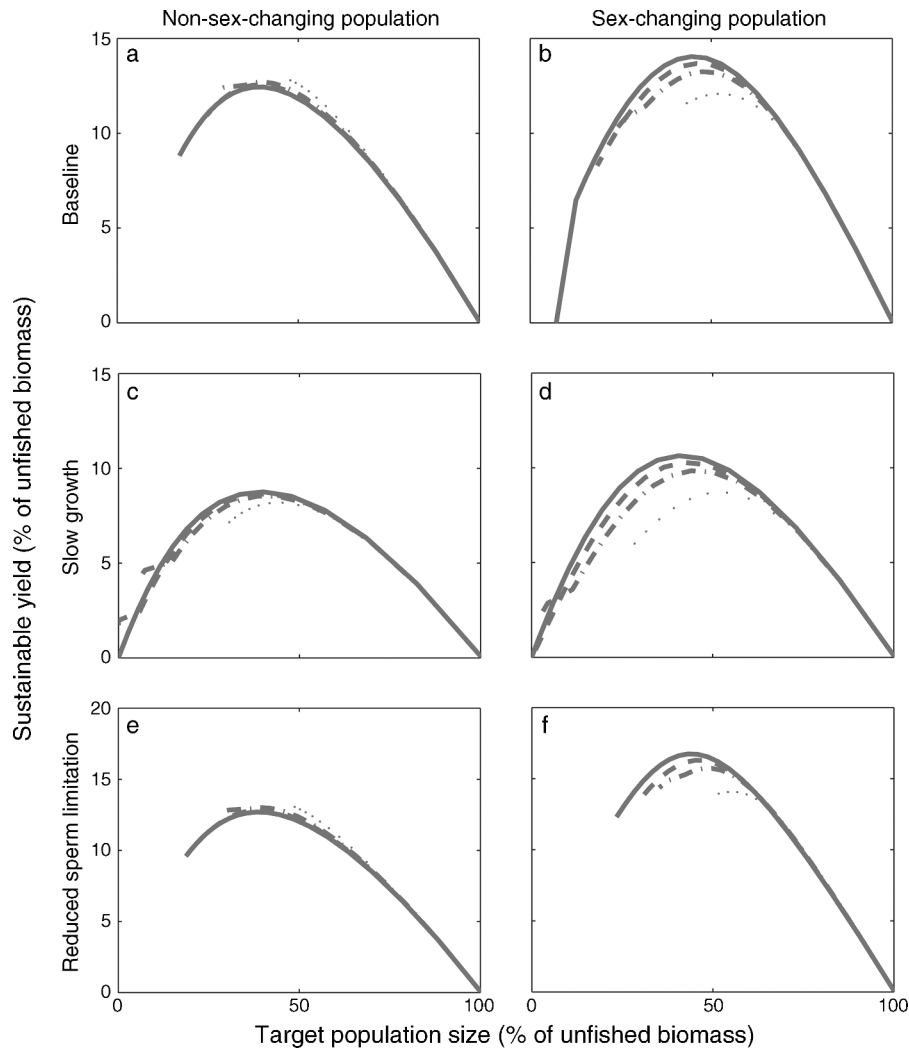 Non-sex-changing population
Sex-changing population
15
10
5
0
a
b
Baseline
15
10
5
0
c
d
Slow growth
Sustainable yield (% of unfished biomass)
20
15
10
5
0
e
f
Reduced sperm limitation
0
50
100
0
50
100
Target population size (% of unfished biomass)